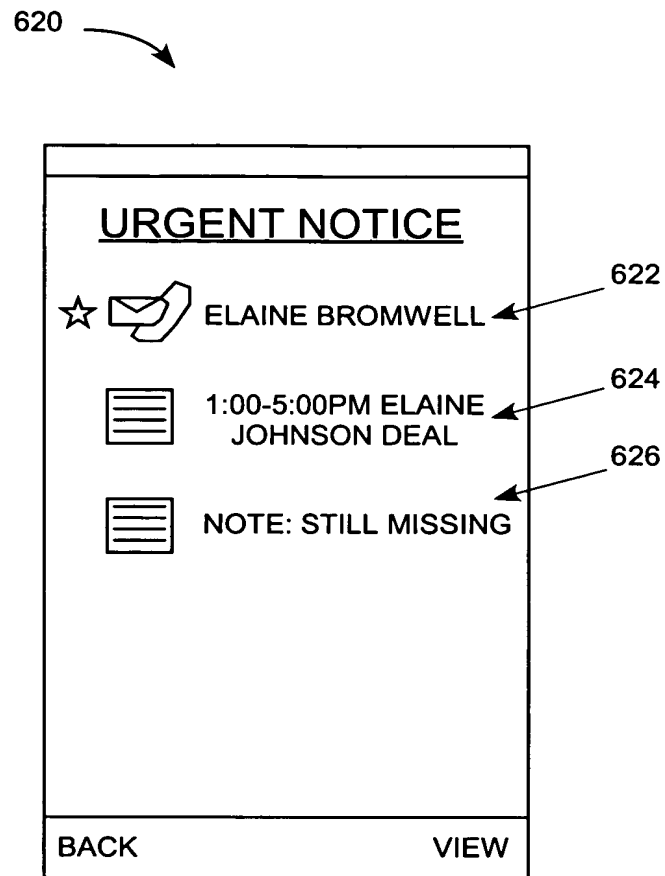 620
URGENT NOTICE
622
ELAINE BROMWELL
624
1:00-5:00PM ELAINE
JOHNSON DEAL
626
NOTE: STILL MISSING
BACK VIEW